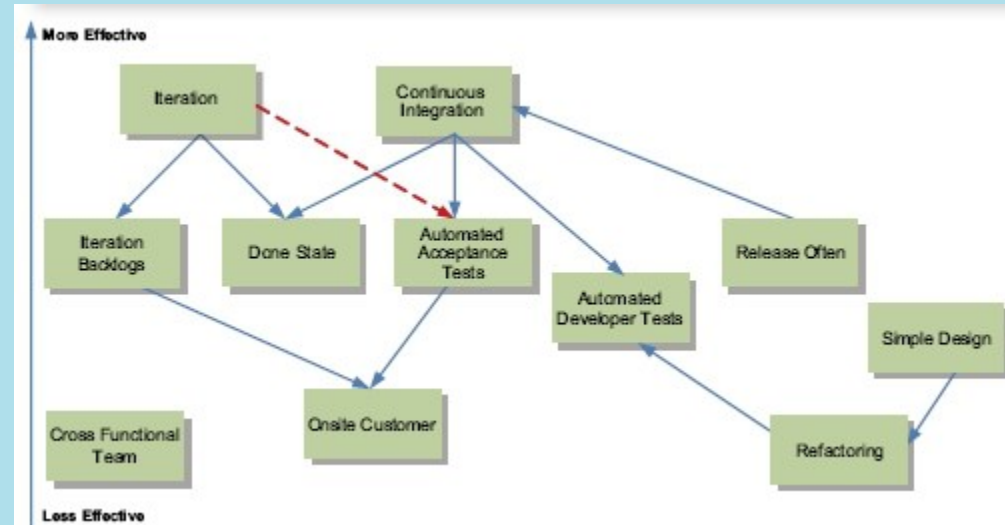 More Effective
Iteration
Continuous
Integration
Iteration
Backlogs
Done State
Automated
Acceptance
Tests
Release Often
Automated
Developer Tests
Simple Design
Onsite Customer
Cross Functional
Team
Refactoring
Less Effective